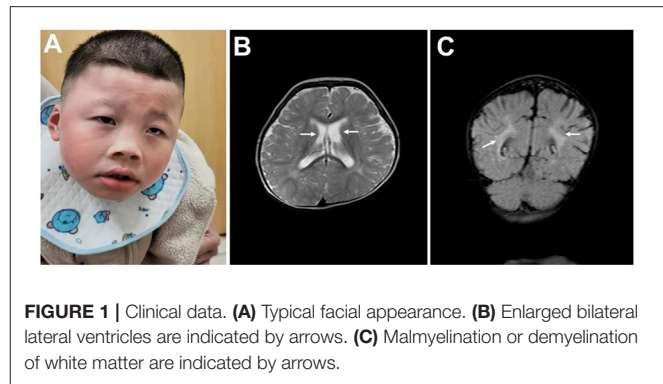 A
B
C
FIGURE 1 | Clinical data. (A) Typical facial appearance. (B) Enlarged bilateral
lateral ventricles are indicated by arrows. (C) Malmyelination or demyelination
of white matter are indicated by arrows.